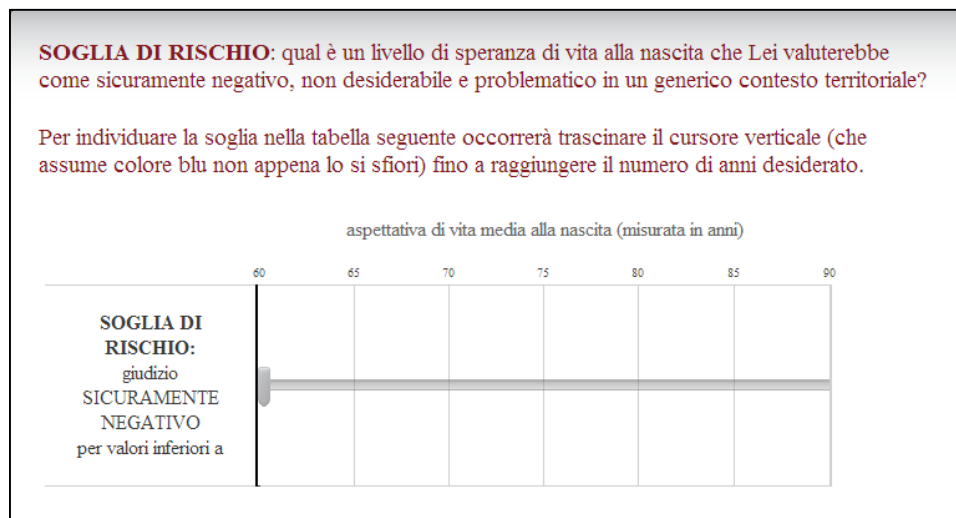 SOGLIA DI RISCHIO: qual è un livello di speranza di vita alla nascita che Lei valuterebbe
come sicuramente negativo, non desiderabile e problematico in un generico contesto territoriale?
Per individuare la soglia nella tabella seguente occorrerà trascinare il cursore verticale (che
assume colore blu non appena lo si sfiori) fino a raggiungere il numero di anni desiderato.
aspettativa di vita media alla nascita (misurata in anni)
60 65 70 75 80 85 90
SOGLIA DI
RISCHIO:
giudizio
SICURAMENTE
NEGATIVO
per valori inferiori a